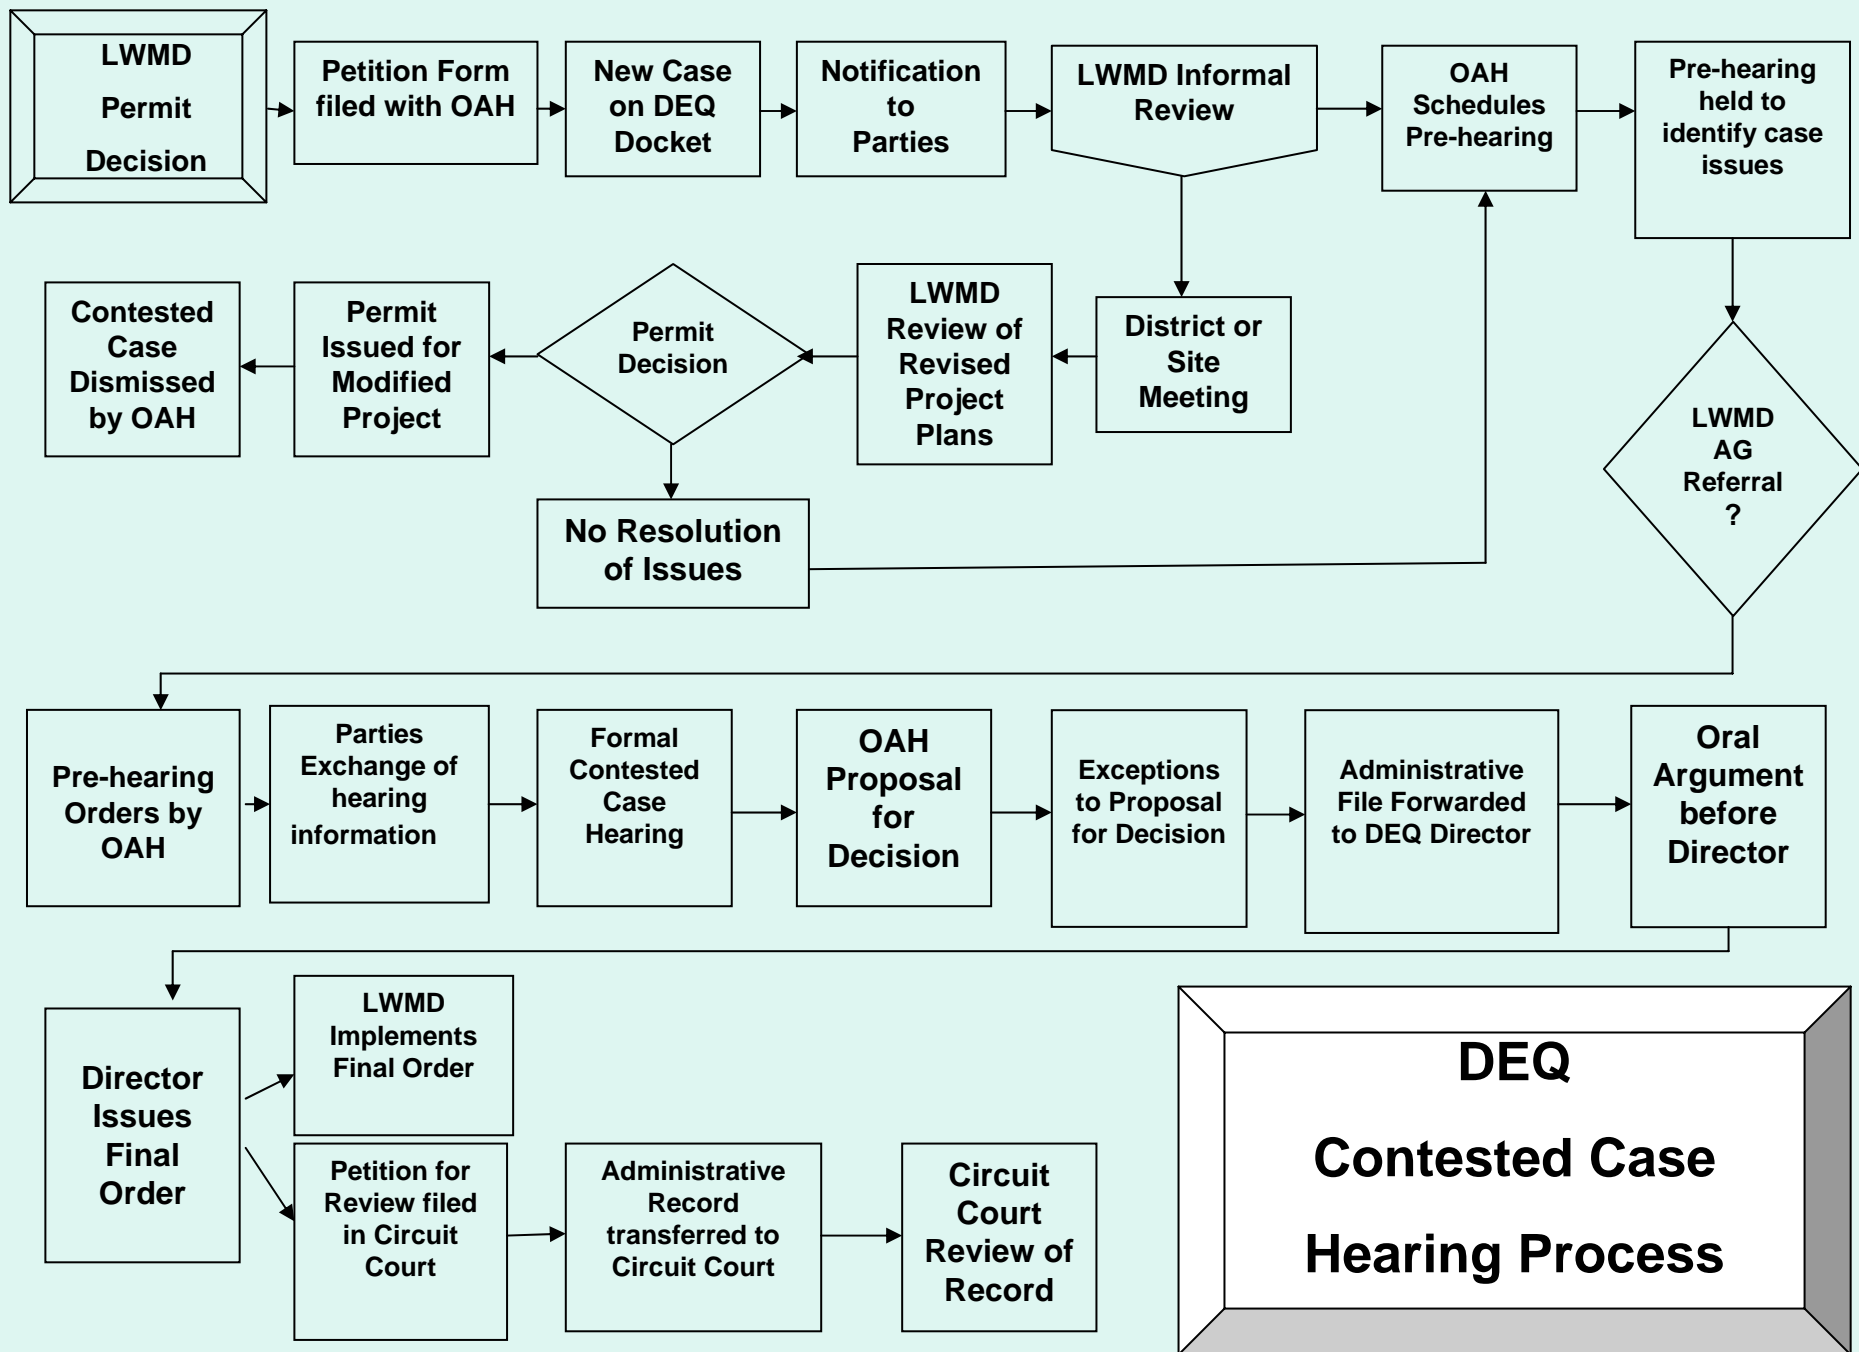 LWMD
Permit
Decision
Petition Form
filed with OAH
New Case
on DEQ
Docket
Notification
to
Parties
LWMD Informal
Review
OAH
Schedules
Pre-hearing
Pre-hearing
held to
identify case
issues
Contested
Case
Dismissed
by OAH
Permit
Issued for
Modified
Project
Permit
Decision
LWMD
Review of
Revised
Project
Plans
District or
Site
Meeting
LWMD
AG
Referral
?
No Resolution
of Issues
Pre-hearing
Orders by
OAH
Parties
Exchange of
hearing
information
Formal
Contested
Case
Hearing
OAH
Proposal
for
Decision
Exceptions
to Proposal
for Decision
Administrative
File Forwarded
to DEQ Director
Oral
Argument
before
Director
Director
Issues
Final
Order
LWMD
Implements
Final Order
Petition for
Review filed
in Circuit
Court
Administrative
Record
transferred to
Circuit Court
Circuit
Court
Review of
Record
DEQ
Contested Case
Hearing Process